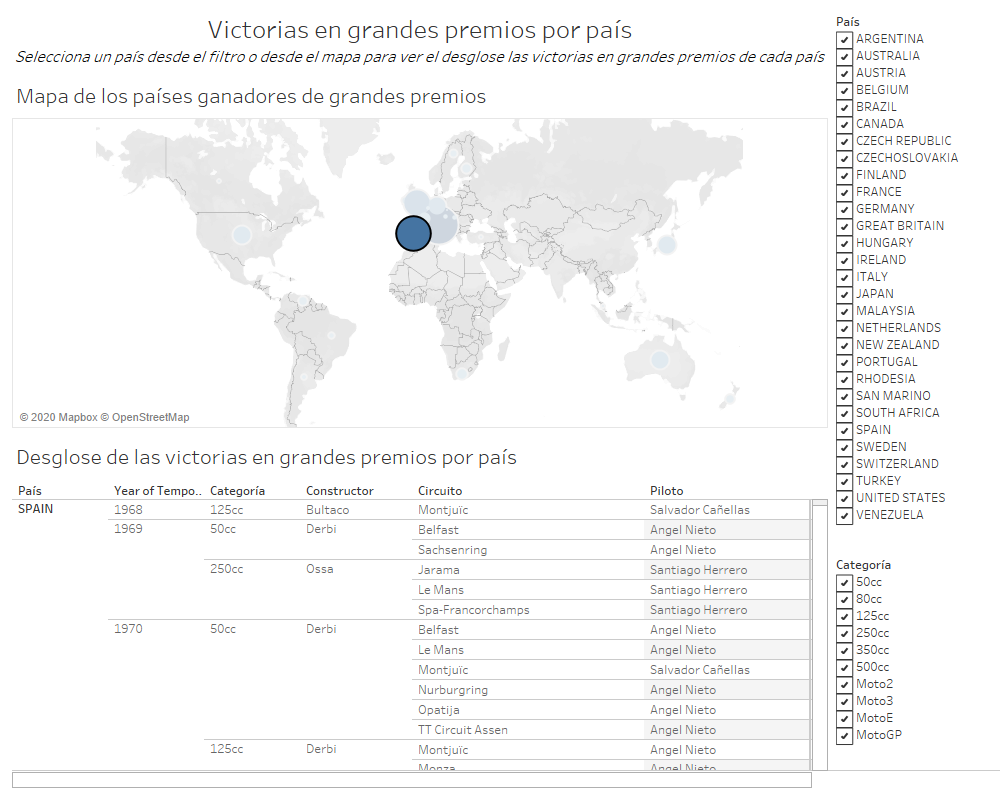 Victorias en grandes premios por país
Selecciona un país desde el filtro o desde el mapa para ver el desglose las victorias en grandes premios de cada país
Mapa de los países ganadores de grandes premios
© 2020 Mapbox © OpenStreetMap
Desglose de las victorias en grandes premios por país
País Year of Tempo.. Categoría Constructor Circuito Piloto
SPAIN 1968 125cc Bultaco Montjuïc Salvador Cañellas
1969 50cc Derbi Belfast Angel Nieto
Sachsenring Angel Nieto
250cc Ossa Jarama Santiago Herrero
Le Mans Santiago Herrero
Spa-Francorchamps Santiago Herrero
1970 50cc Derbi Belfast Angel Nieto
Le Mans Angel Nieto
Montjuïc Salvador Cañellas
Nurburgring Angel Nieto
Opatija Angel Nieto
TT Circuit Assen Angel Nieto
125cc Derbi Montjuïc Angel Nieto
Monza Angel Nieto
País
ARGENTINA
AUSTRALIA
AUSTRIA
BELGIUM
BRAZIL
CANADA
CZECH REPUBLIC
CZECHOSLOVAKIA
FINLAND
FRANCE
GERMANY
GREAT BRITAIN
HUNGARY
IRELAND
ITALY
JAPAN
MALAYSIA
NETHERLANDS
NEW ZEALAND
PORTUGAL
RHODESIA
SAN MARINO
SOUTH AFRICA
SPAIN
SWEDEN
SWITZERLAND
TURKEY
UNITED STATES
VENEZUELA
Categoría
50cc
80cc
125cc
250cc
350cc
500cc
Moto2
Moto3
MotoE
MotoGP